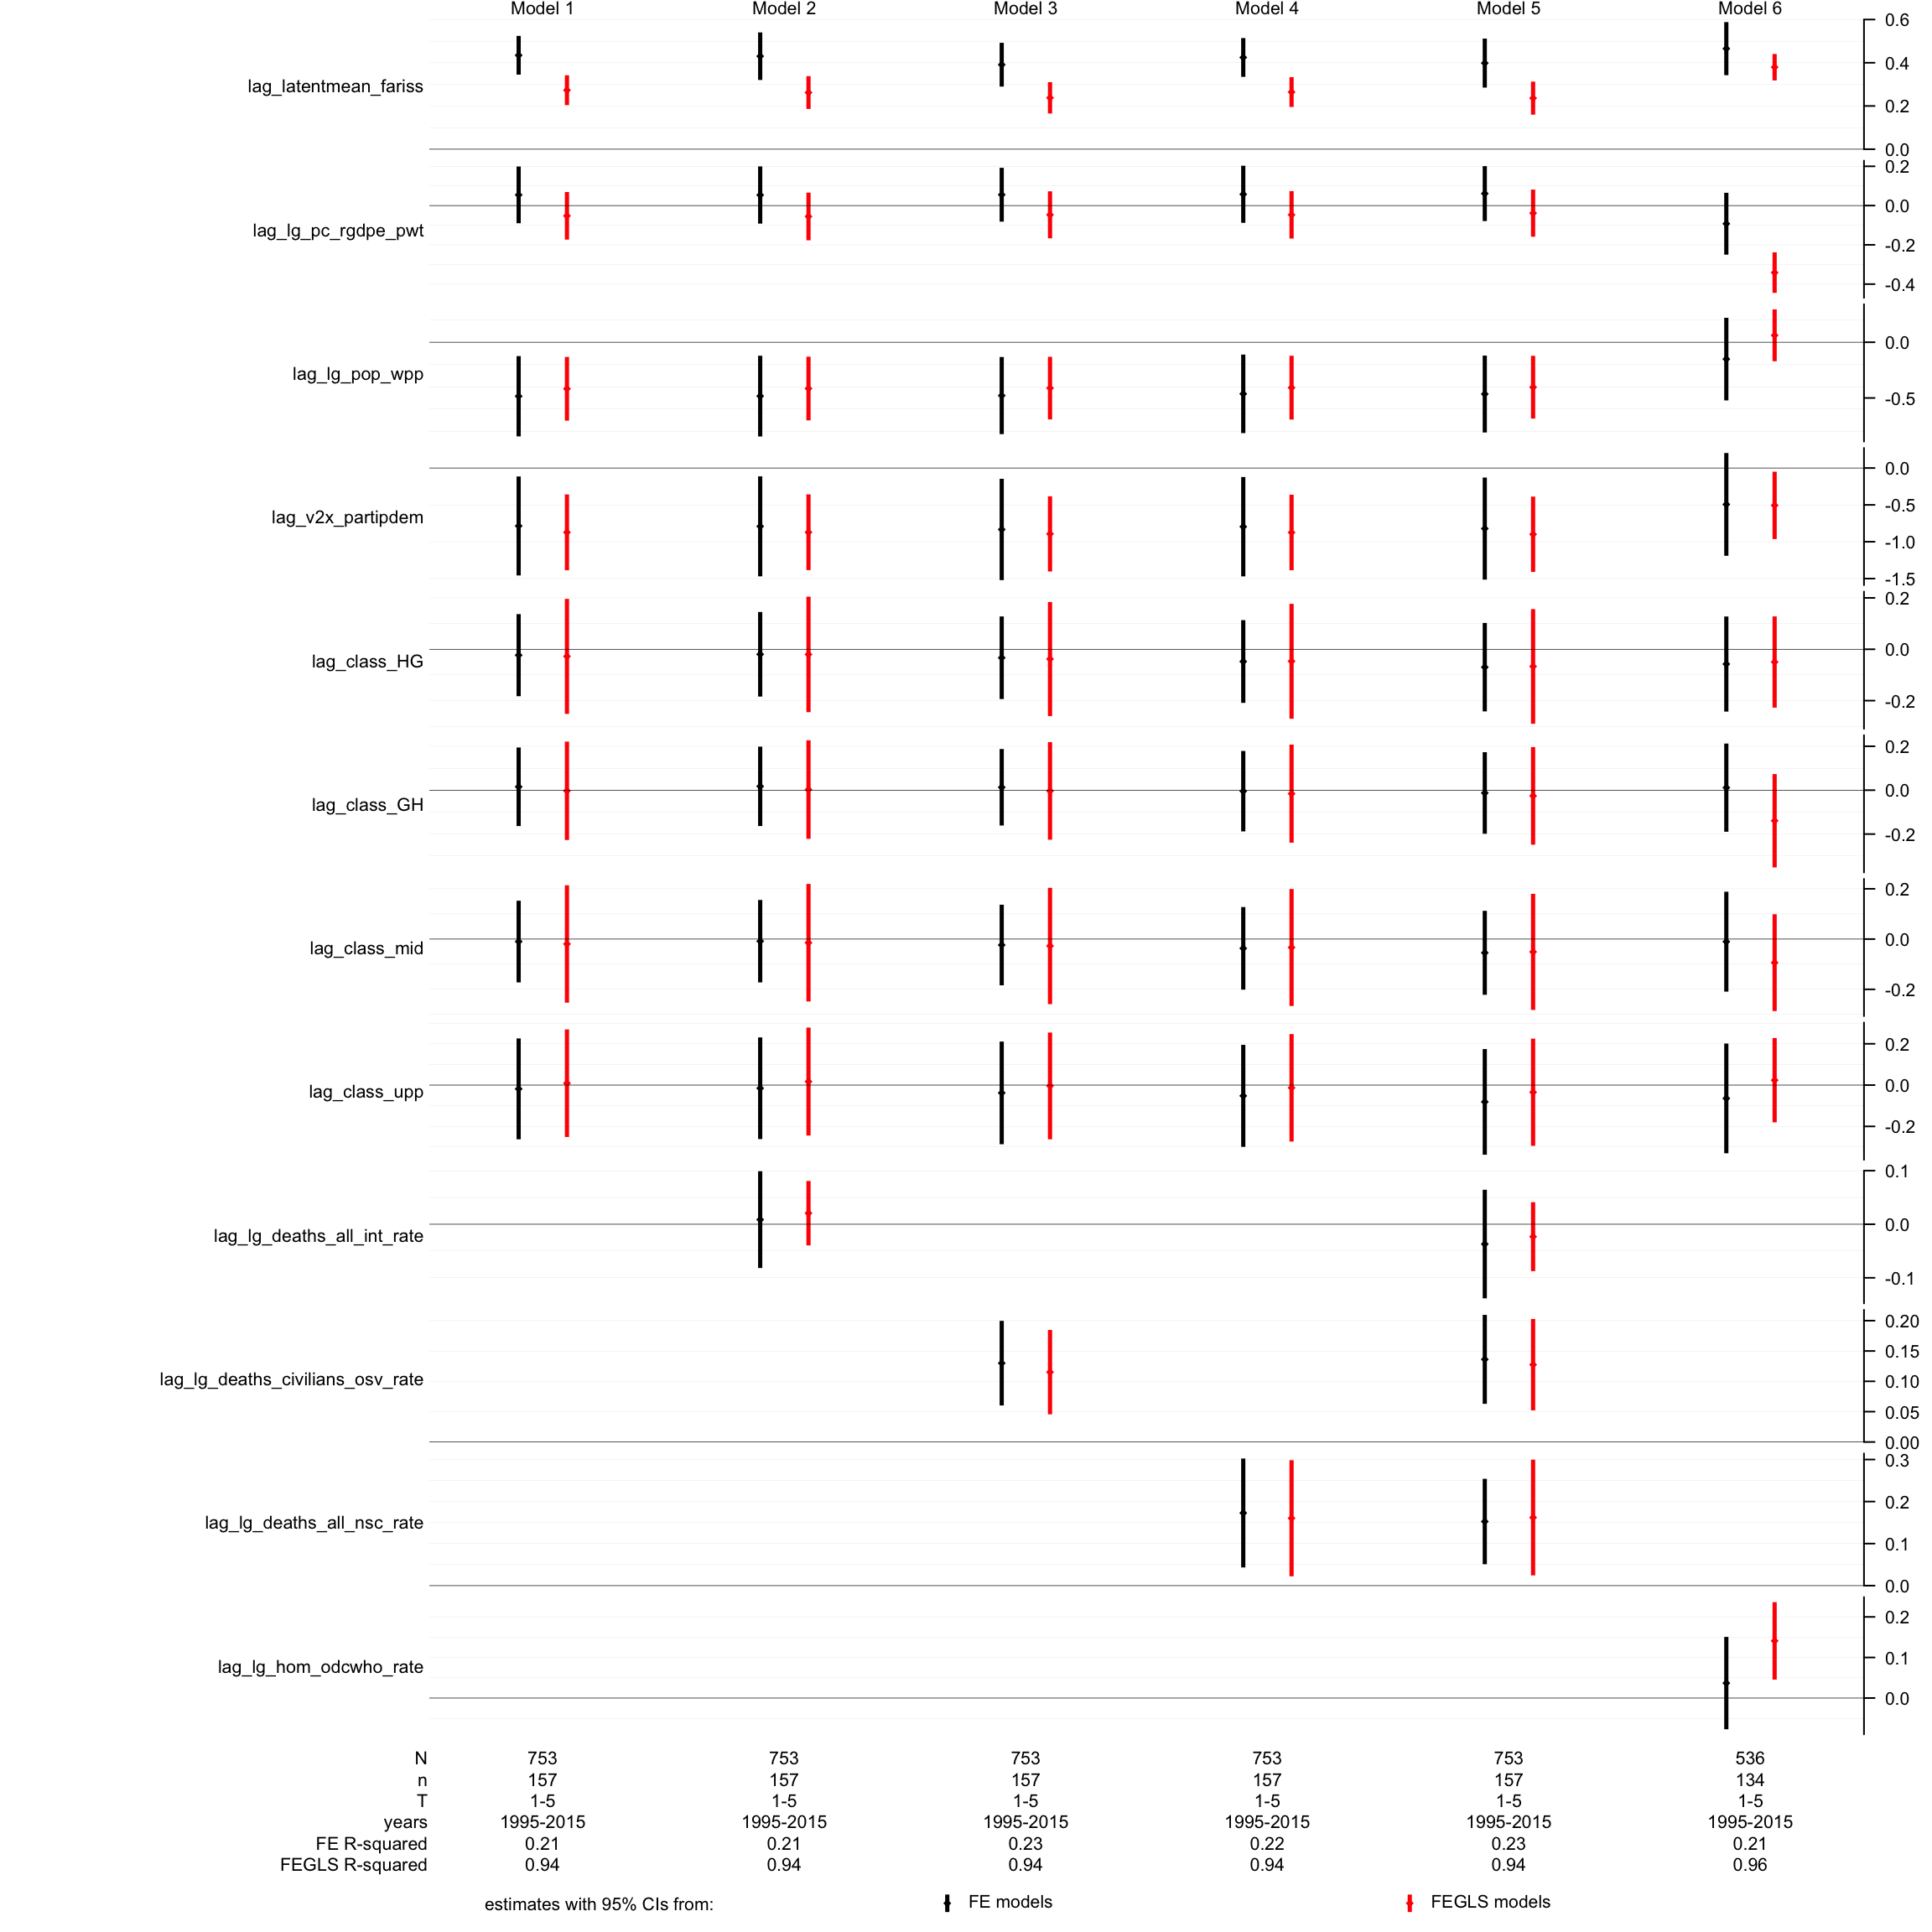 Model 1 Model 2 Model 3 Model 4 Model 5 Model 6
lag_latentmean_fariss
0.6
0.4
0.2
0.0
lag_lg_pc_rgdpe_pwt
0.2
0.0
-0.2
-0.4
lag_lg_pop_wpp
0.0
-0.5
lag_v2x_partipdem
0.0
-0.5
-1.0
-1.5
lag_class_HG
0.2
0.0
-0.2
lag_class_GH
0.2
0.0
-0.2
lag_class_mid
0.2
0.0
-0.2
lag_class_upp
0.2
0.0
-0.2
lag_lg_deaths_all_int_rate
0.1
0.0
-0.1
lag_lg_deaths_civilians_osv_rate
0.20
0.15
0.10
0.05
0.00
lag_lg_deaths_all_nsc_rate
0.3
0.2
0.1
0.0
lag_lg_hom_odcwho_rate
0.2
0.1
0.0
N 753 753 753 753 753 536
n 157 157 157 157 157 134
T 1-5 1-5 1-5 1-5 1-5 1-5
years 1995-2015 1995-2015 1995-2015 1995-2015 1995-2015 1995-2015
FE R-squared 0.21 0.21 0.23 0.22 0.23 0.21
FEGLS R-squared 0.94 0.94 0.94 0.94 0.94 0.96
estimates with 95% CIs from: FE models FEGLS models